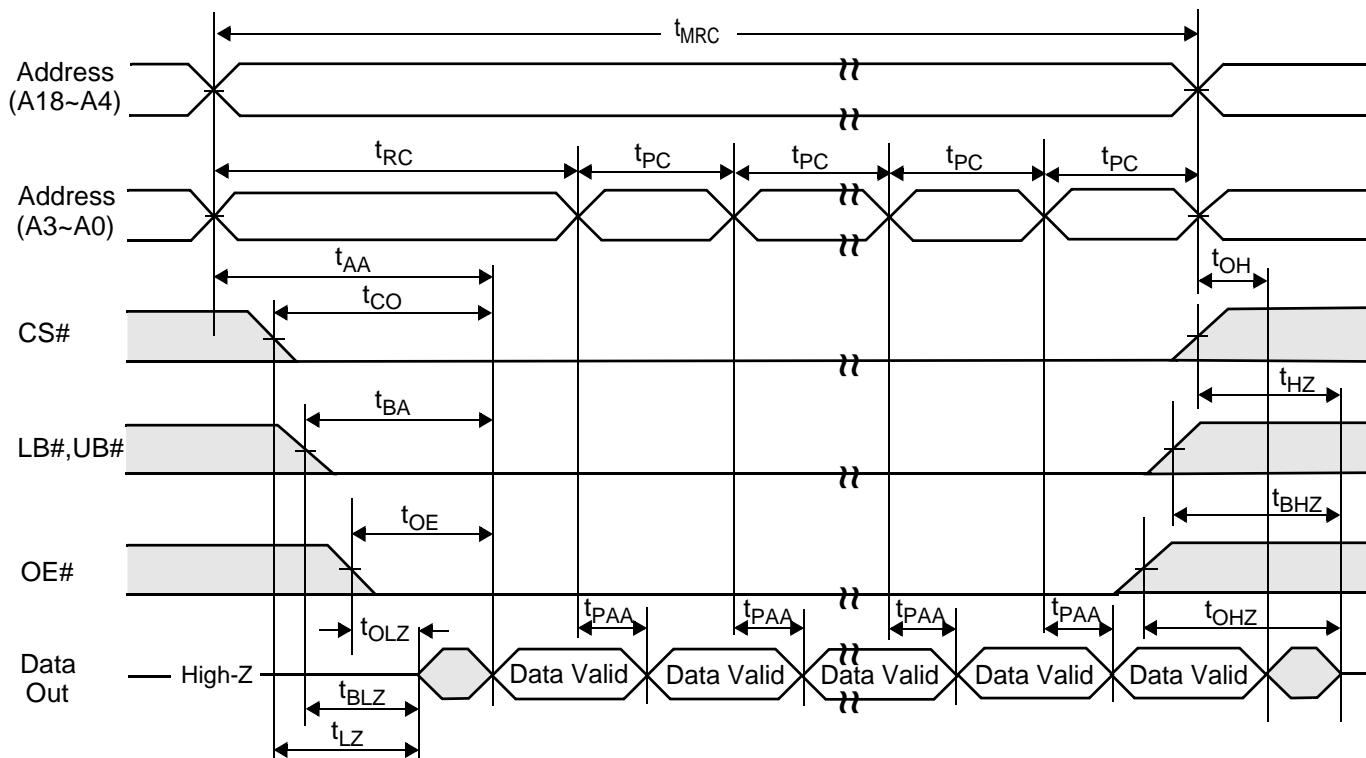 tMRC
Address
(A18~A4)
tRC tPC tPC tPC tPC
Address
(A3~A0)
tAA tOH
tCO
CS#
tHZ
tBA
LB#,UB#
tBHZ
tOE
OE#
tOLZ tPAA tPAA tPAA tPAA tOHZ
Data
Out
High-Z Data Valid Data Valid Data Valid Data Valid Data Valid
tBLZ
tLZ